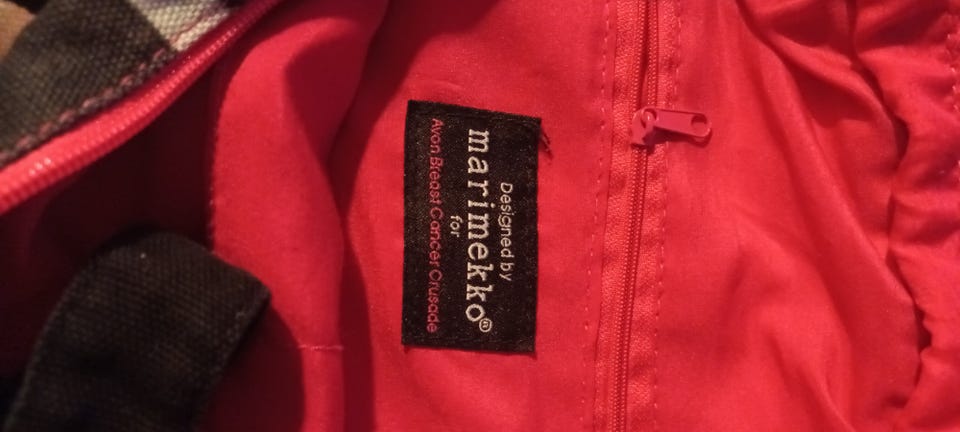 Designed by
marimekko®
for
Avon Breast Cancer Crusade